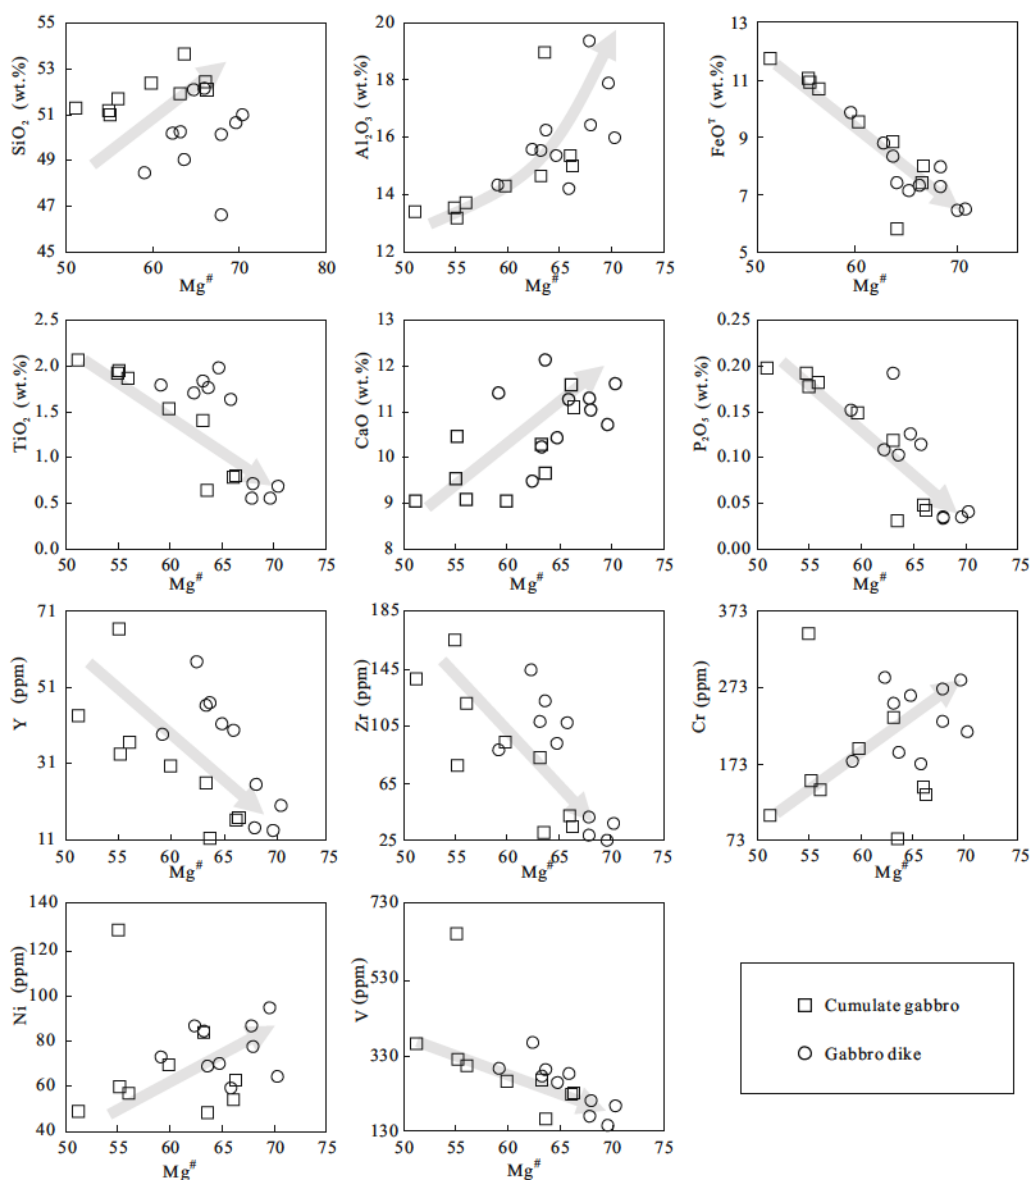 55
53
51
49
47
45
SiO₂ (wt.%)
50 60 70 80
Mg#
20
18
16
14
12
Al₂O₃ (wt.%)
50 55 60 65 70 75
Mg#
13
11
9
7
5
FeOᵀ (wt.%)
50 60 70
Mg#
2.5
2.0
1.5
1.0
0.5
0.0
TiO₂ (wt.%)
50 55 60 65 70 75
Mg#
13
12
11
10
9
8
CaO (wt.%)
50 55 60 65 70 75
Mg#
0.25
0.20
0.15
0.10
0.05
0.00
P₂O₅ (wt.%)
50 55 60 65 70 75
Mg#
71
51
31
11
Y (ppm)
50 55 60 65 70 75
Mg#
185
145
105
65
25
Zr (ppm)
50 55 60 65 70 75
Mg#
373
273
173
73
Cr (ppm)
50 55 60 65 70 75
Mg#
140
120
100
80
60
40
Ni (ppm)
50 55 60 65 70 75
Mg#
730
530
330
130
V (ppm)
50 55 60 65 70 75
Mg#
Cumulate gabbro
Gabbro dike